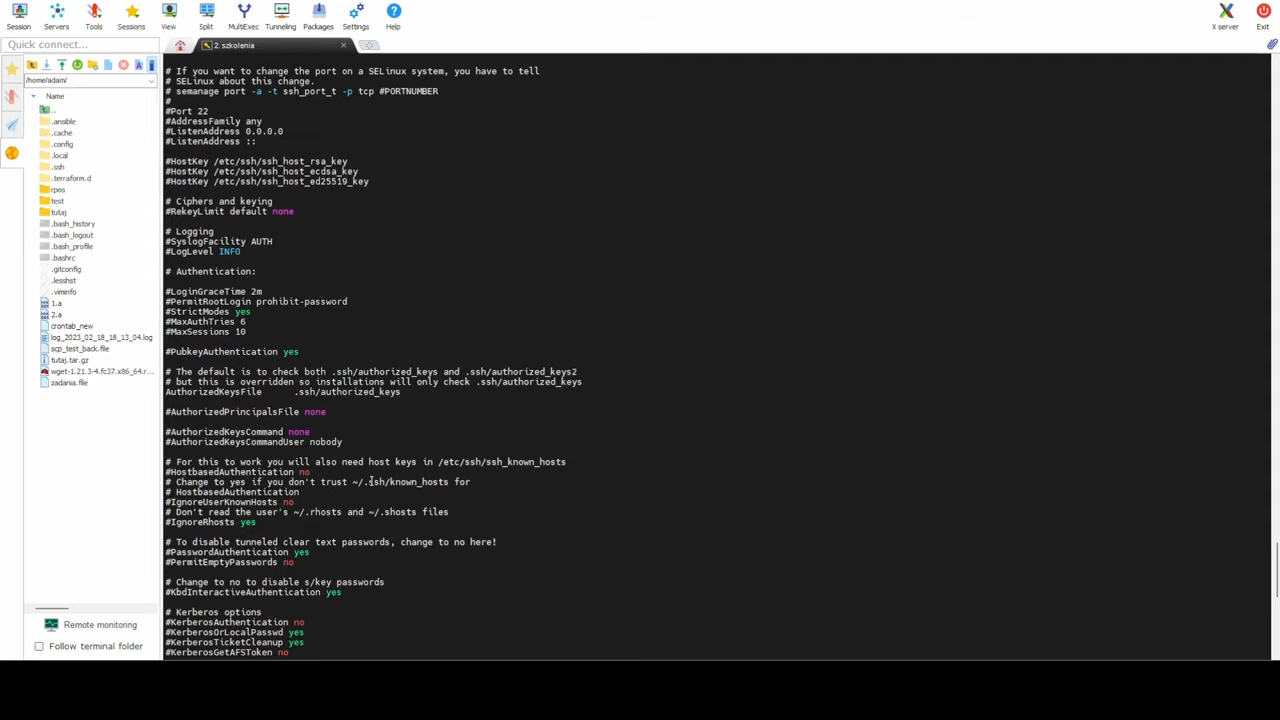 Session
Servers
Tools
Sessions
View
Split
MultiExec
Tunneling
Packages
Settings
Help
X server
Exit
Quick connect...
2. szkolenia
/home/adam/
Name
..
.ansible
.cache
.config
.local
.ssh
.terraform.d
rpos
test
tutaj
.bash_history
.bash_logout
.bash_profile
.bashrc
.gitconfig
.lesshst
.viminfo
1.a
2.a
crontab_new
log_2023_02_18_18_13_04.log
scp_test_back.file
tutaj.tar.gz
wget-1.21.3-4.fc37.x86_64.r...
zadania.file
Remote monitoring
Follow terminal folder
# If you want to change the port on a SELinux system, you have to tell
# SELinux about this change.
# semanage port -a -t ssh_port_t -p tcp #PORTNUMBER
#
#Port 22
#AddressFamily any
#ListenAddress 0.0.0.0
#ListenAddress ::
#HostKey /etc/ssh/ssh_host_rsa_key
#HostKey /etc/ssh/ssh_host_ecdsa_key
#HostKey /etc/ssh/ssh_host_ed25519_key
# Ciphers and keying
#RekeyLimit default none
# Logging
#SyslogFacility AUTH
#LogLevel INFO
# Authentication:
#LoginGraceTime 2m
#PermitRootLogin prohibit-password
#StrictModes yes
#MaxAuthTries 6
#MaxSessions 10
#PubkeyAuthentication yes
# The default is to check both .ssh/authorized_keys and .ssh/authorized_keys2
# but this is overridden so installations will only check .ssh/authorized_keys
AuthorizedKeysFile      .ssh/authorized_keys
#AuthorizedPrincipalsFile none
#AuthorizedKeysCommand none
#AuthorizedKeysCommandUser nobody
# For this to work you will also need host keys in /etc/ssh/ssh_known_hosts
#HostbasedAuthentication no
# Change to yes if you don't trust ~/.ssh/known_hosts for
# HostbasedAuthentication
#IgnoreUserKnownHosts no
# Don't read the user's ~/.rhosts and ~/.shosts files
#IgnoreRhosts yes
# To disable tunneled clear text passwords, change to no here!
#PasswordAuthentication yes
#PermitEmptyPasswords no
# Change to no to disable s/key passwords
#KbdInteractiveAuthentication yes
# Kerberos options
#KerberosAuthentication no
#KerberosOrLocalPasswd yes
#KerberosTicketCleanup yes
#KerberosGetAFSToken no